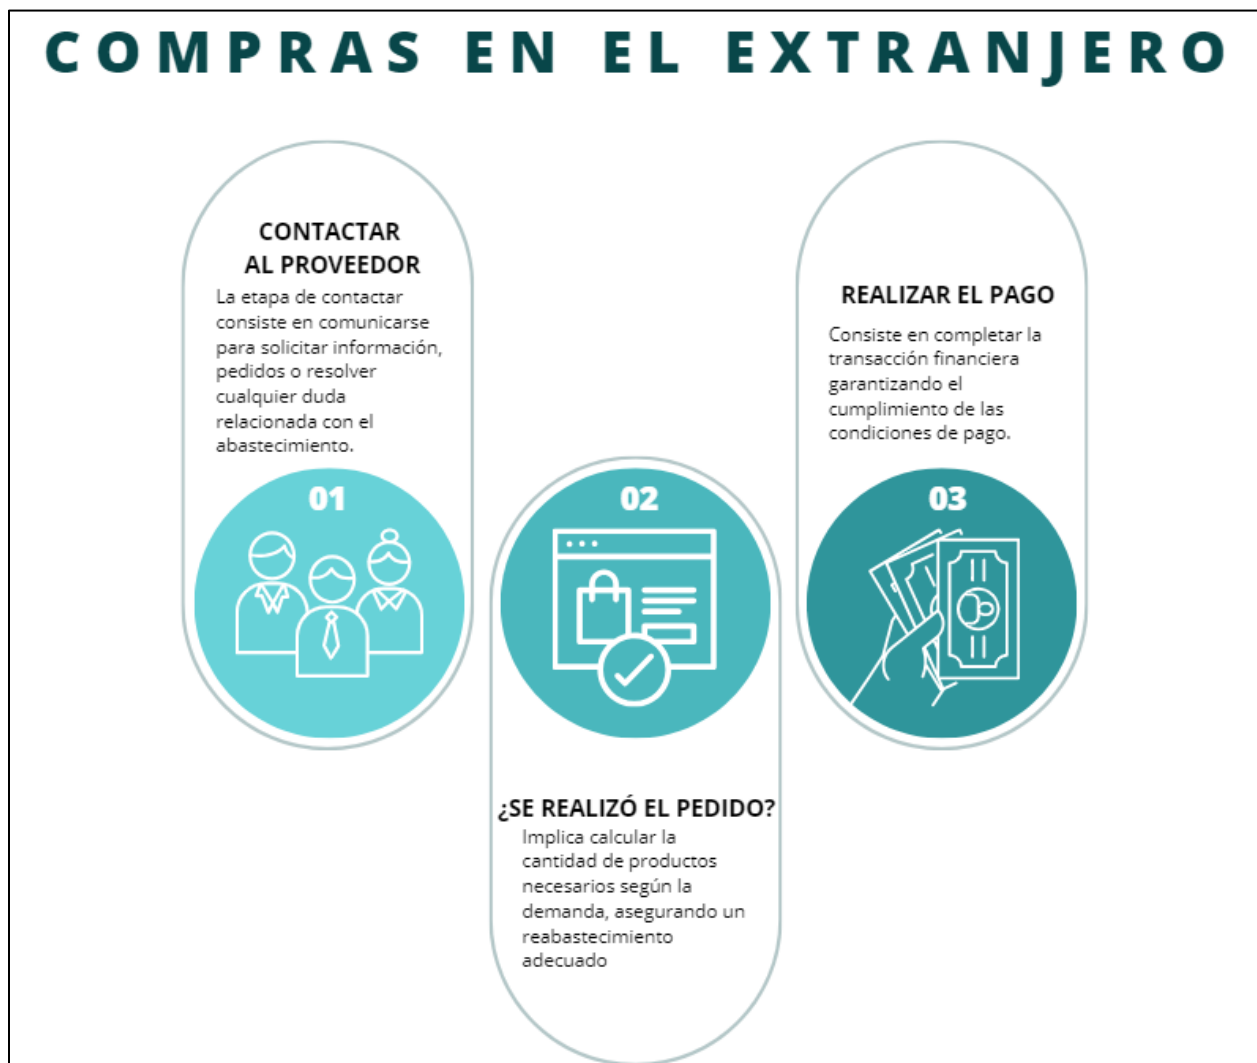 COMPRAS EN EL EXTRANJERO
CONTACTAR
AL PROVEEDOR
La etapa de contactar
consiste en comunicarse
para solicitar información,
pedidos o resolver
cualquier duda
relacionada con el
abastecimiento.
01
02
¿SE REALIZÓ EL PEDIDO?
Implica calcular la
cantidad de productos
necesarios según la
demanda, asegurando un
reabastecimiento
adecuado
REALIZAR EL PAGO
Consiste en completar la
transacción financiera
garantizando el
cumplimiento de las
condiciones de pago.
03